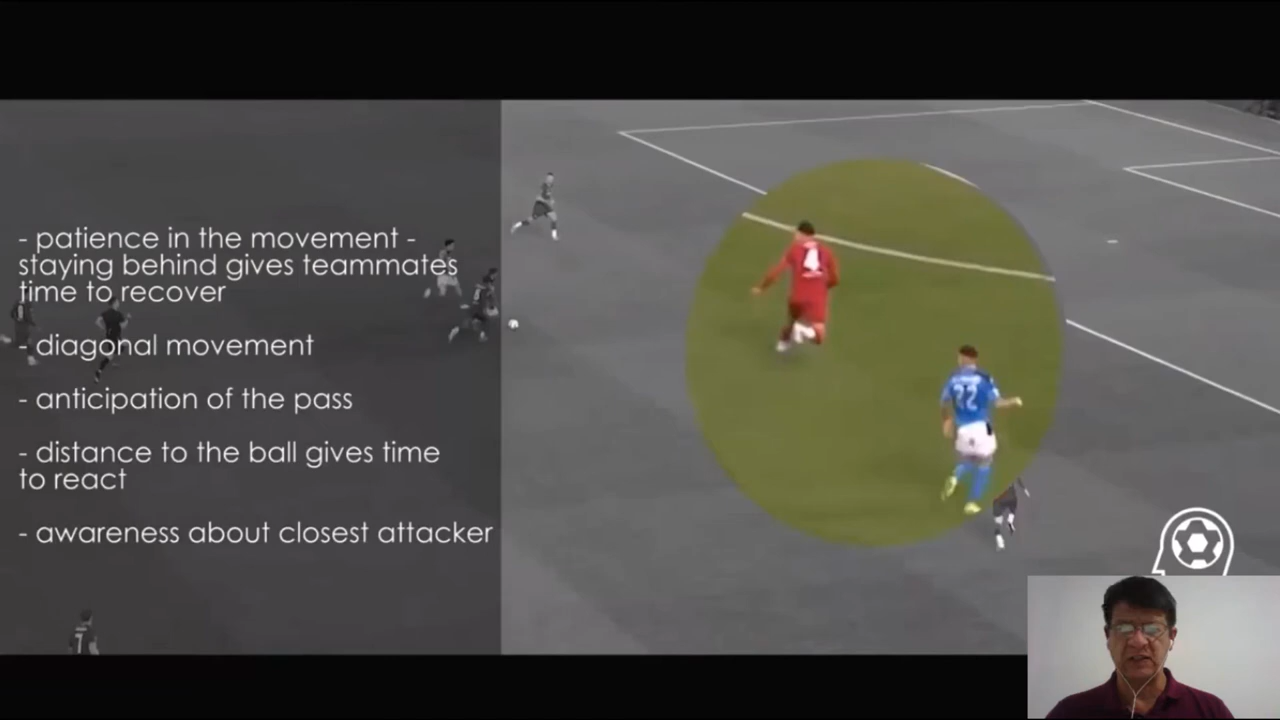 - patience in the movement -
staying behind gives teammates
time to recover
- diagonal movement
- anticipation of the pass
- distance to the ball gives time
to react
- awareness about closest attacker
4
22
7